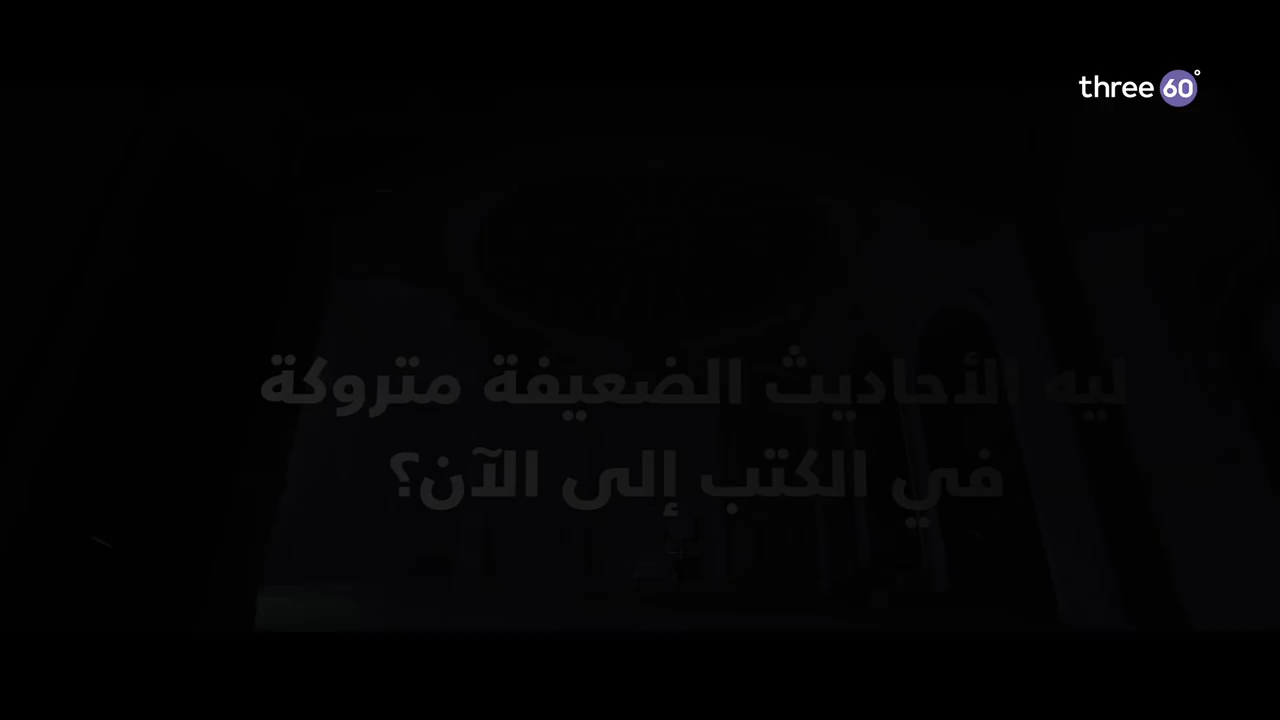 three 60°
ليه الأحاديث الضعيفة متروكة
في الكتب إلى الآن؟